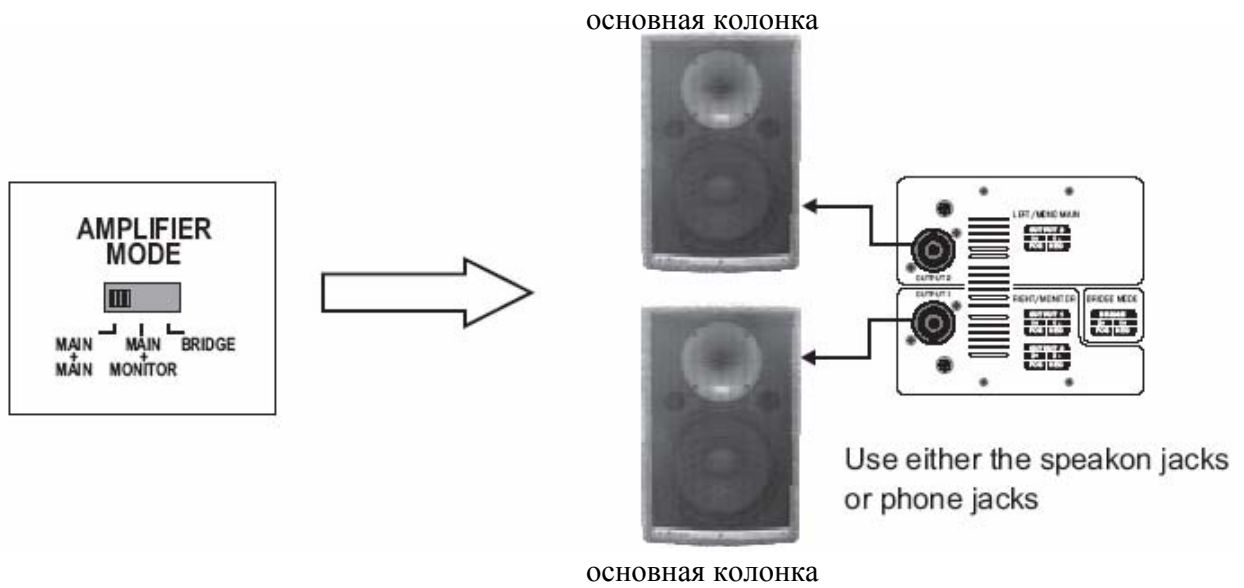 основная колонка
AMPLIFIER
MODE
MAIN
+
MAIN
MAIN
+
MONITOR
BRIDGE
LEFT/MONO MAIN
OUTPUT 2
OUTPUT 1
RIGHT/MONITOR
BRIDGE MODE
Use either the speakon jacks
or phone jacks
основная колонка